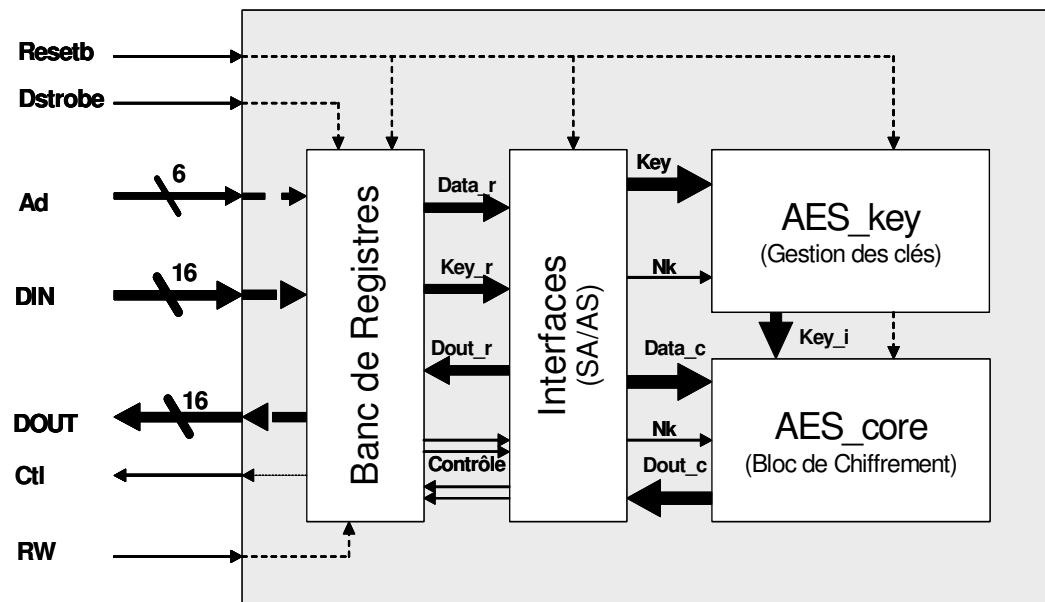 Resetb
Dstrobe
6
Ad
16
DIN
16
DOUT
Ctl
RW
Banc de Registres
Data_r
Key_r
Dout_r
Contrôle
Interfaces
(SA/AS)
Key
Nk
Data_c
Nk
Dout_c
AES_key
(Gestion des clés)
Key_i
AES_core
(Bloc de Chiffrement)